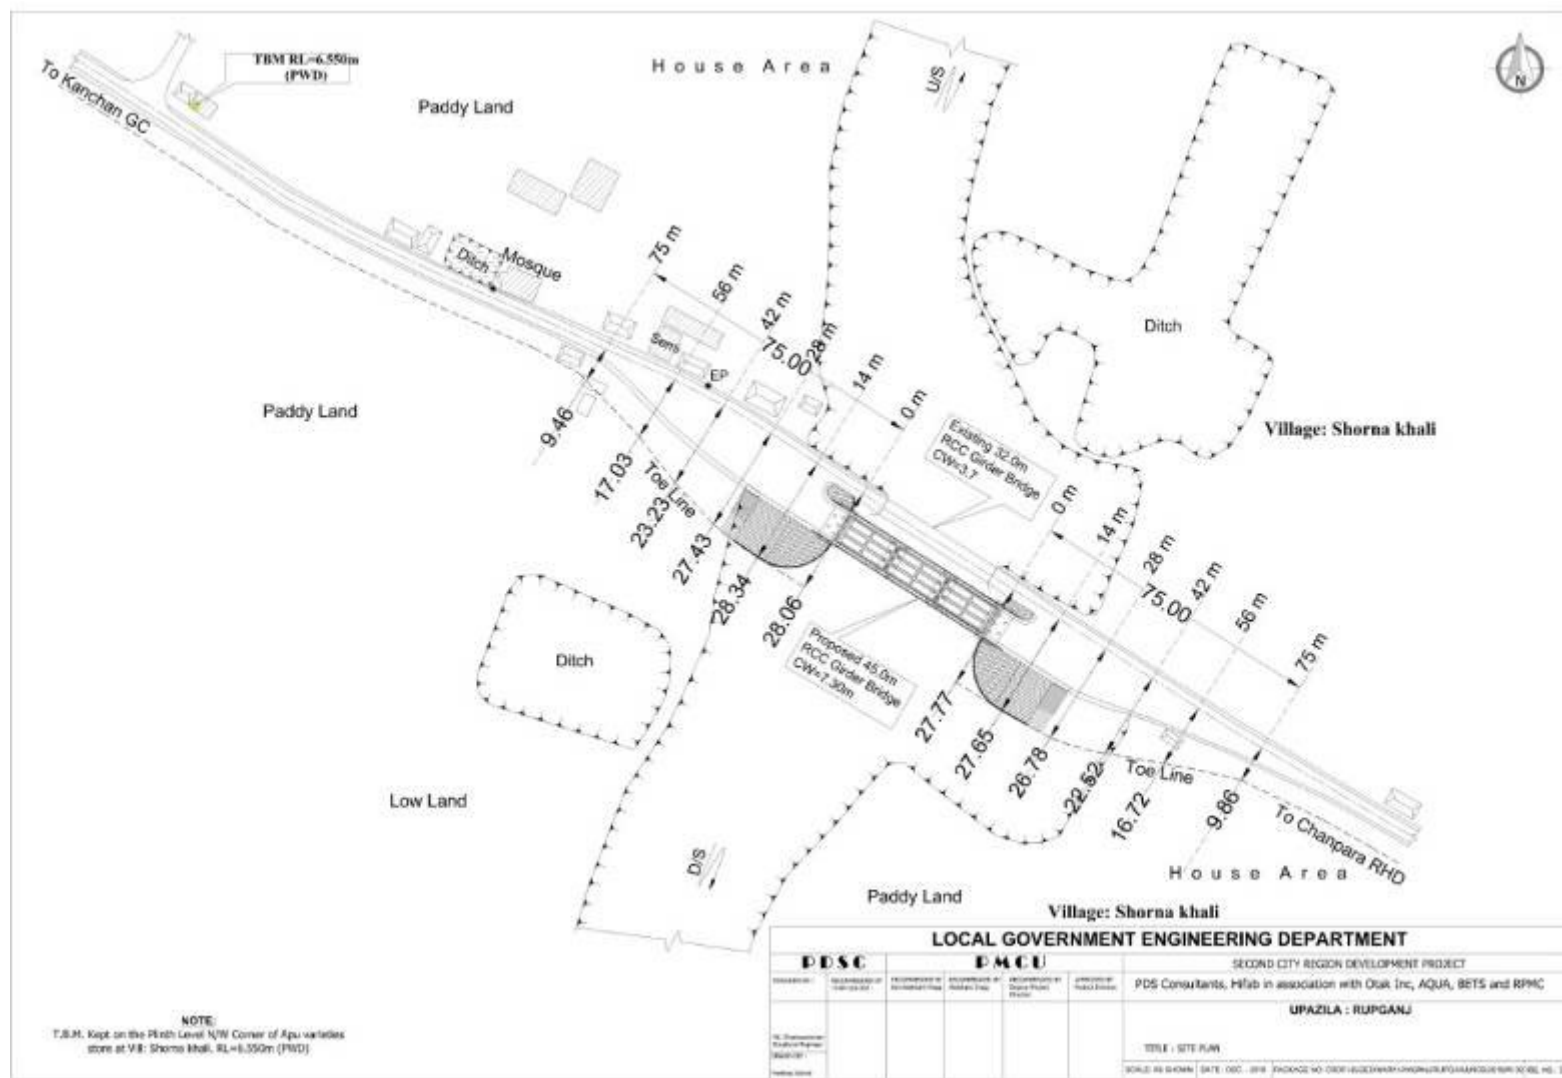 TBM RL=6.550m
(PWD)
To Kanchan GC
House Area
Paddy Land
U/S
N
Mosque
Ditch
75 m
56 m
42 m
28 m
14 m
0 m
75.00
Semi
EP
Ditch
Paddy Land
Village: Shorna khali
9.46
17.03
23.23
27.43
28.34
28.06
Toe Line
Existing 32.0m
RCC Girder Bridge
CW=3.7
0 m
14 m
28 m
42 m
56 m
75 m
75.00
Proposed 45.0m
RCC Girder Bridge
CW=7.30m
Ditch
27.77
27.65
26.78
22.52
16.72
9.86
Toe Line
To Chanpara RHD
Low Land
D/S
House Area
Paddy Land
Village: Shorna khali
LOCAL GOVERNMENT ENGINEERING DEPARTMENT
PDSC
PMCU
SECOND CITY REGION DEVELOPMENT PROJECT
PDS Consultants, Hifab in association with Otak Inc, AQUA, BETS and RPMC
UPAZILA : RUPGANJ
TITLE : SITE PLAN
SCALE: AS SHOWN
NOTE:
T.B.M. Kept on the Plinth Level N/W Corner of Apu varieties
store at Vill: Shorna khali. RL=6.550m (PWD)